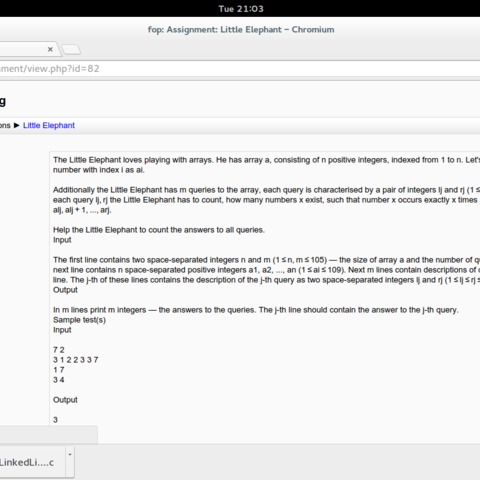 Tue 21:03
fop: Assignment: Little Elephant – Chromium
ment/view.php?id=82
g
ons ▶ Little Elephant
The Little Elephant loves playing with arrays. He has array a, consisting of n positive integers, indexed from 1 to n. Let's
number with index i as ai.
Additionally the Little Elephant has m queries to the array, each query is characterised by a pair of integers lj and rj (1 ≤
each query lj, rj the Little Elephant has to count, how many numbers x exist, such that number x occurs exactly x times
alj, alj + 1, ..., arj.
Help the Little Elephant to count the answers to all queries.
Input
The first line contains two space-separated integers n and m (1 ≤ n, m ≤ 105) — the size of array a and the number of qu
next line contains n space-separated positive integers a1, a2, ..., an (1 ≤ ai ≤ 109). Next m lines contain descriptions of
line. The j-th of these lines contains the description of the j-th query as two space-separated integers lj and rj (1 ≤ lj ≤ rj ≤
Output
In m lines print m integers — the answers to the queries. The j-th line should contain the answer to the j-th query.
Sample test(s)
Input
7 2
3 1 2 2 3 3 7
1 7
3 4
Output
3
LinkedLi....c